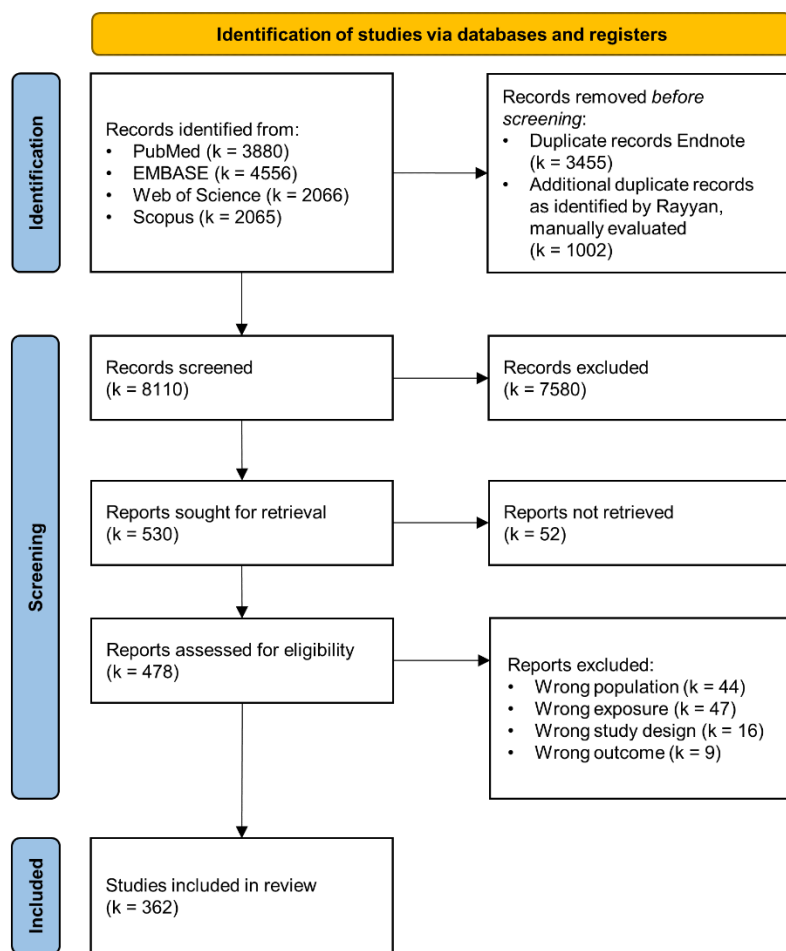 Identification of studies via databases and registers
Identification
Records identified from:
• PubMed (k = 3880)
• EMBASE (k = 4556)
• Web of Science (k = 2066)
• Scopus (k = 2065)
Records removed before
screening:
• Duplicate records Endnote
(k = 3455)
• Additional duplicate records
as identified by Rayyan,
manually evaluated
(k = 1002)
Screening
Records screened
(k = 8110)
Records excluded
(k = 7580)
Reports sought for retrieval
(k = 530)
Reports not retrieved
(k = 52)
Reports assessed for eligibility
(k = 478)
Reports excluded:
• Wrong population (k = 44)
• Wrong exposure (k = 47)
• Wrong study design (k = 16)
• Wrong outcome (k = 9)
Included
Studies included in review
(k = 362)